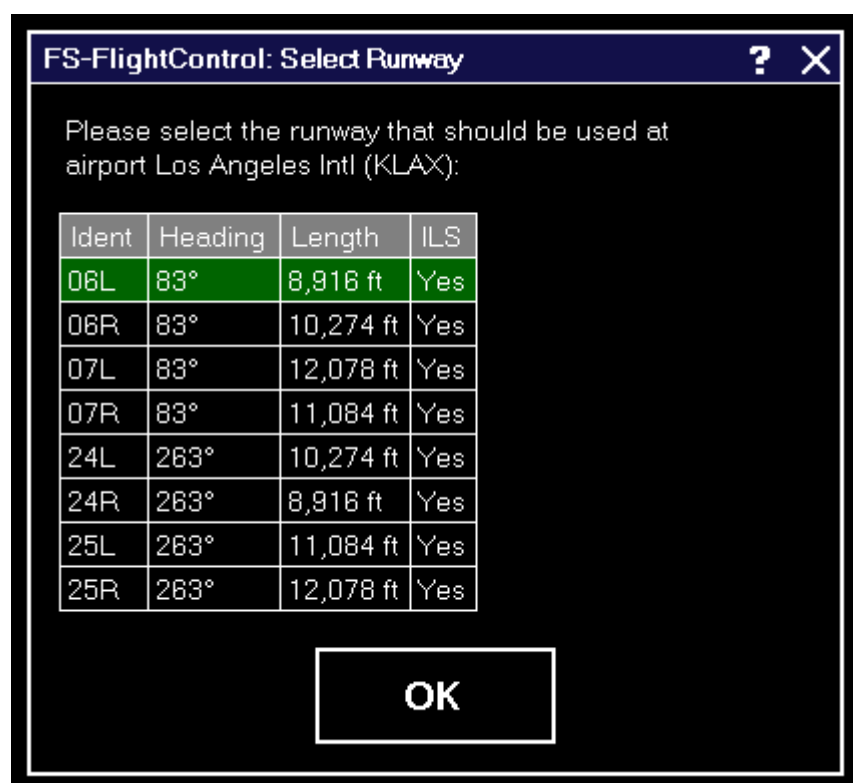 FS-FlightControl: Select Runway ? X
Please select the runway that should be used at
airport Los Angeles Intl (KLAX):
Ident Heading Length ILS
06L 83° 8,916 ft Yes
06R 83° 10,274 ft Yes
07L 83° 12,078 ft Yes
07R 83° 11,084 ft Yes
24L 263° 10,274 ft Yes
24R 263° 8,916 ft Yes
25L 263° 11,084 ft Yes
25R 263° 12,078 ft Yes
OK